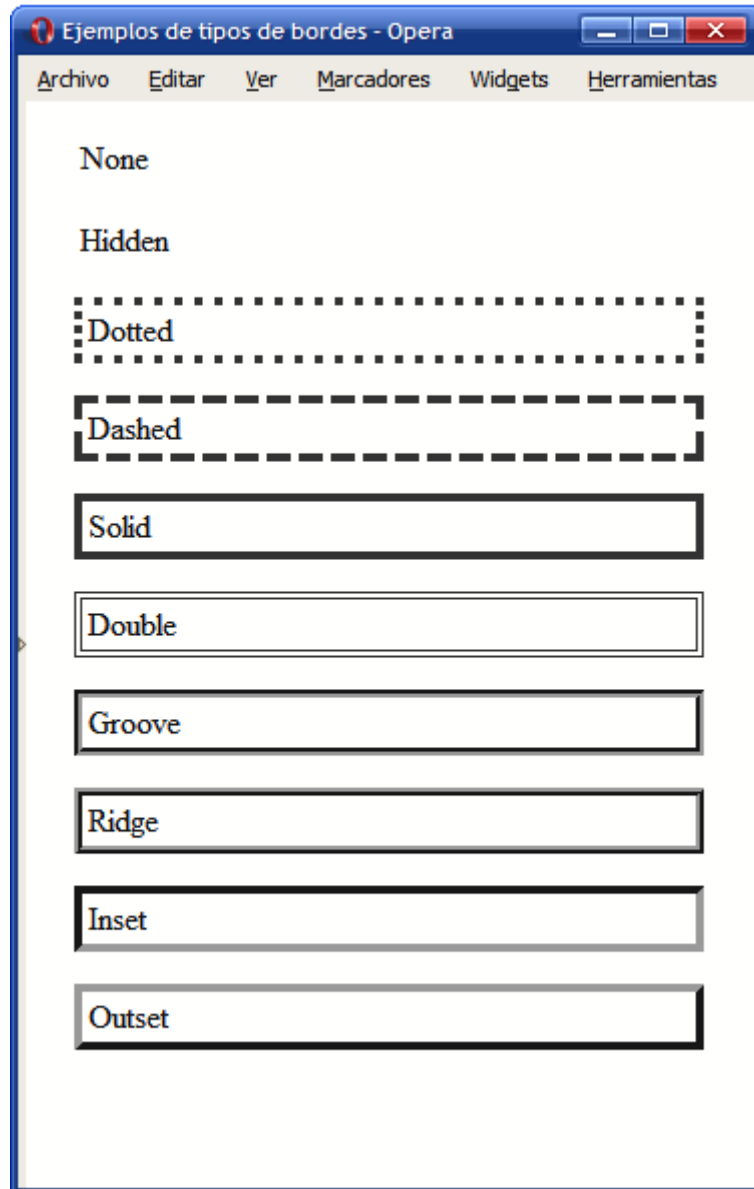 Ejemplos de tipos de bordes - Opera
Archivo Editar Ver Marcadores Widgets Herramientas
None
Hidden
Dotted
Dashed
Solid
Double
Groove
Ridge
Inset
Outset